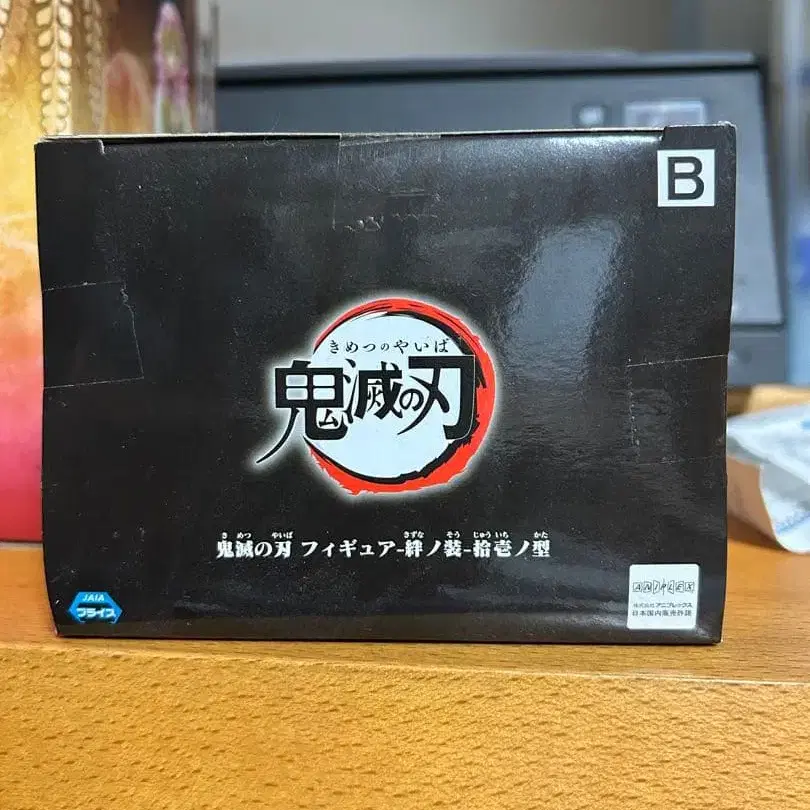 B
きめつのやいば
鬼滅の刃
きめつ やいば きずな そう じゅういち かた
鬼滅の刃 フィギュア-絆ノ装-拾壱ノ型
JAIA
プライズ
ANIPLEX
株式会社アニプレックス
日本国内販売許諾